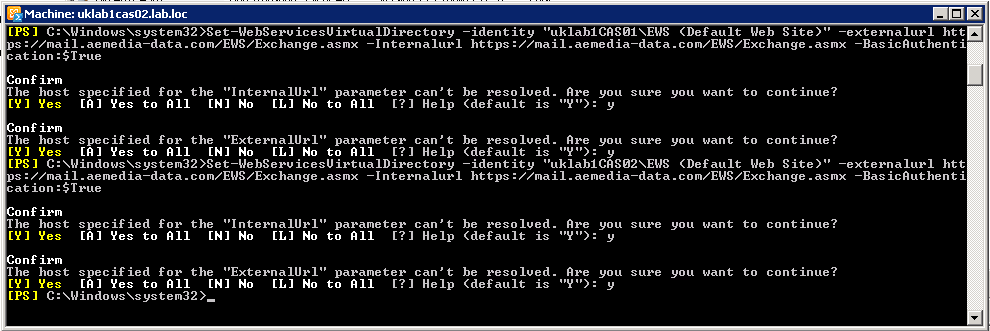 Machine: uklab1cas02.lab.loc
[PS] C:\Windows\system32>Set-WebServicesVirtualDirectory -identity "uklab1CAS01\EWS (Default Web Site)" -externalurl htt
ps://mail.aemedia-data.com/EWS/Exchange.asmx -Internalurl https://mail.aemedia-data.com/EWS/Exchange.asmx -BasicAuthenti
cation:$True
Confirm
The host specified for the "InternalUrl" parameter can't be resolved. Are you sure you want to continue?
[Y] Yes  [A] Yes to All  [N] No  [L] No to All  [?] Help (default is "Y"): y
Confirm
The host specified for the "ExternalUrl" parameter can't be resolved. Are you sure you want to continue?
[Y] Yes  [A] Yes to All  [N] No  [L] No to All  [?] Help (default is "Y"): y
[PS] C:\Windows\system32>Set-WebServicesVirtualDirectory -identity "uklab1CAS02\EWS (Default Web Site)" -externalurl htt
ps://mail.aemedia-data.com/EWS/Exchange.asmx -Internalurl https://mail.aemedia-data.com/EWS/Exchange.asmx -BasicAuthenti
cation:$True
Confirm
The host specified for the "InternalUrl" parameter can't be resolved. Are you sure you want to continue?
[Y] Yes  [A] Yes to All  [N] No  [L] No to All  [?] Help (default is "Y"): y
Confirm
The host specified for the "ExternalUrl" parameter can't be resolved. Are you sure you want to continue?
[Y] Yes  [A] Yes to All  [N] No  [L] No to All  [?] Help (default is "Y"): y
[PS] C:\Windows\system32>_